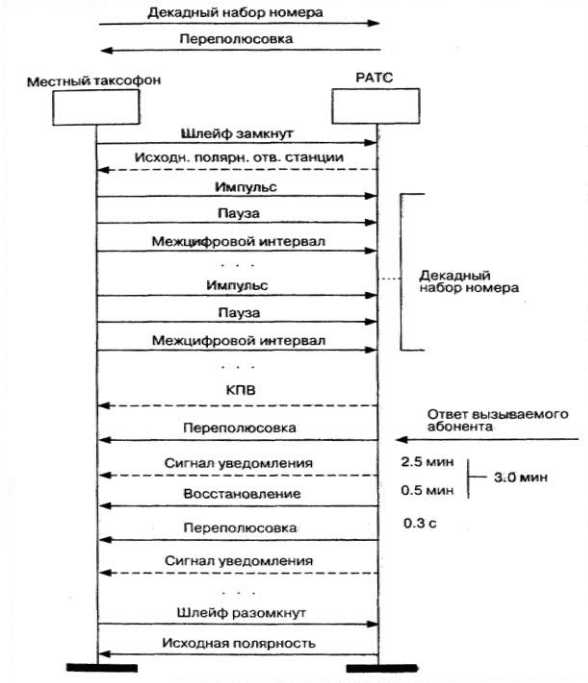 Декадный набор номера
Переполюсовка
Местный таксофон
РАТС
Шлейф замкнут
Исходн. полярн. отв. станции
Импульс
Пауза
Межцифровой интервал
. . .
Импульс
Пауза
Межцифровой интервал
. . .
Декадный
набор номера
КПВ
Ответ вызываемого
абонента
Переполюсовка
Сигнал уведомления
2.5 мин
3.0 мин
Восстановление
0.5 мин
Переполюсовка
0.3 с
Сигнал уведомления
. . .
Шлейф разомкнут
Исходная полярность